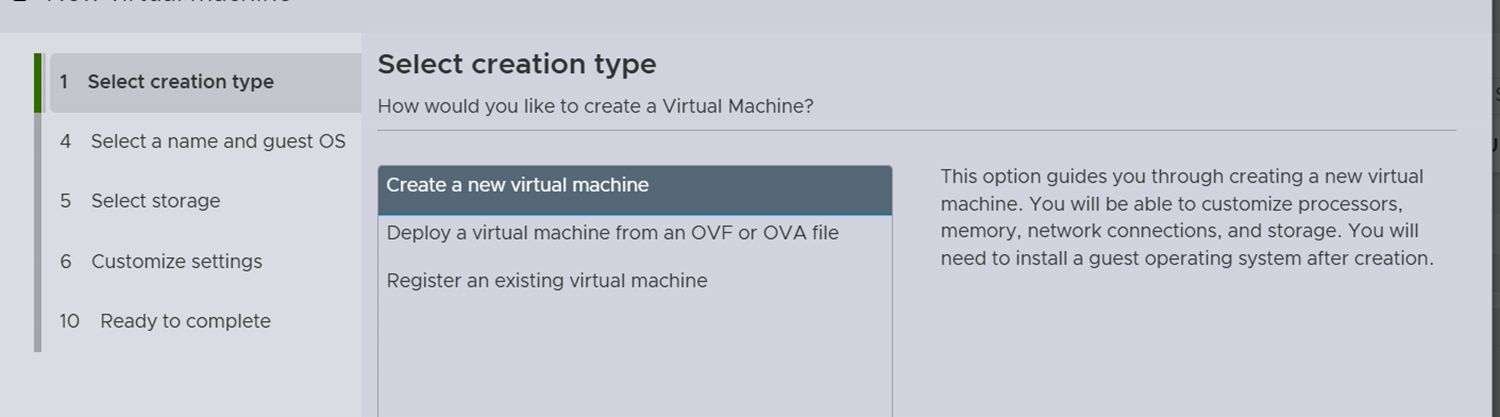 Select creation type
How would you like to create a Virtual Machine?
1 Select creation type
4 Select a name and guest OS
5 Select storage
6 Customize settings
10 Ready to complete
Create a new virtual machine
Deploy a virtual machine from an OVF or OVA file
Register an existing virtual machine
This option guides you through creating a new virtual
machine. You will be able to customize processors,
memory, network connections, and storage. You will
need to install a guest operating system after creation.